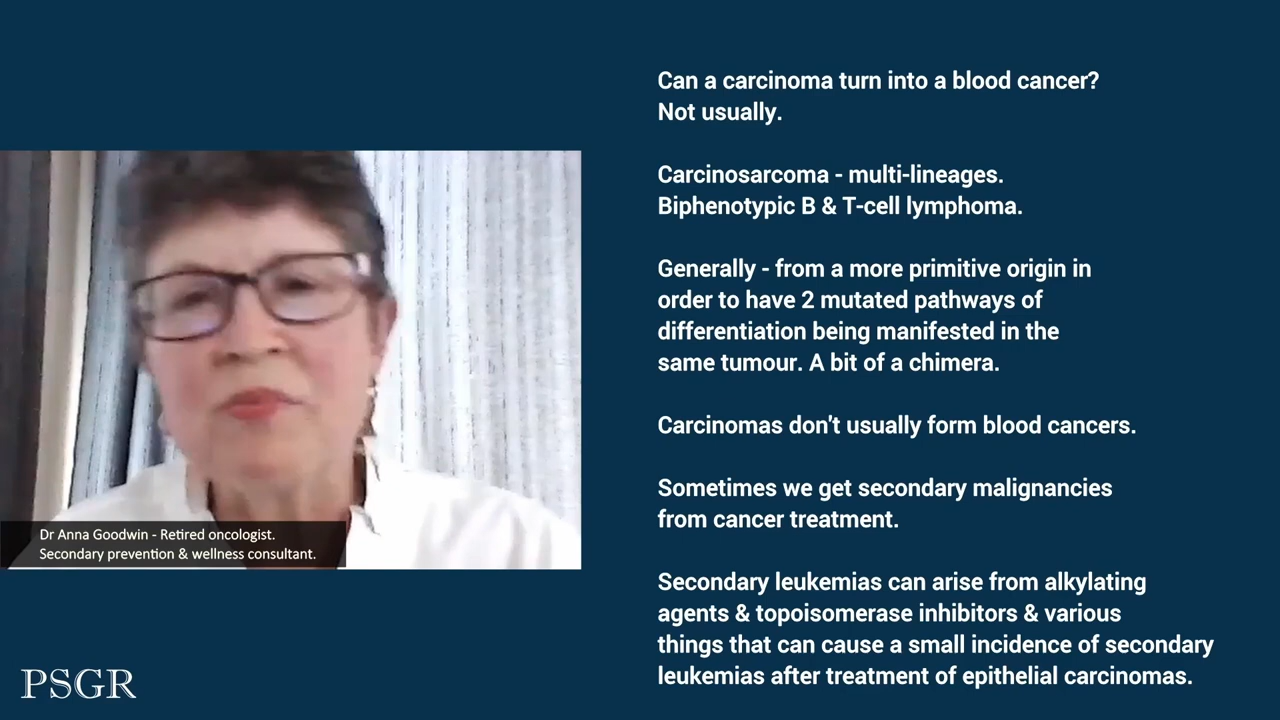 Can a carcinoma turn into a blood cancer?
Not usually.
Carcinosarcoma - multi-lineages.
Biphenotypic B & T-cell lymphoma.
Generally - from a more primitive origin in
order to have 2 mutated pathways of
differentiation being manifested in the
same tumour. A bit of a chimera.
Carcinomas don't usually form blood cancers.
Sometimes we get secondary malignancies
from cancer treatment.
Secondary leukemias can arise from alkylating
agents & topoisomerase inhibitors & various
things that can cause a small incidence of secondary
leukemias after treatment of epithelial carcinomas.
Dr Anna Goodwin - Retired oncologist.
Secondary prevention & wellness consultant.
PSGR